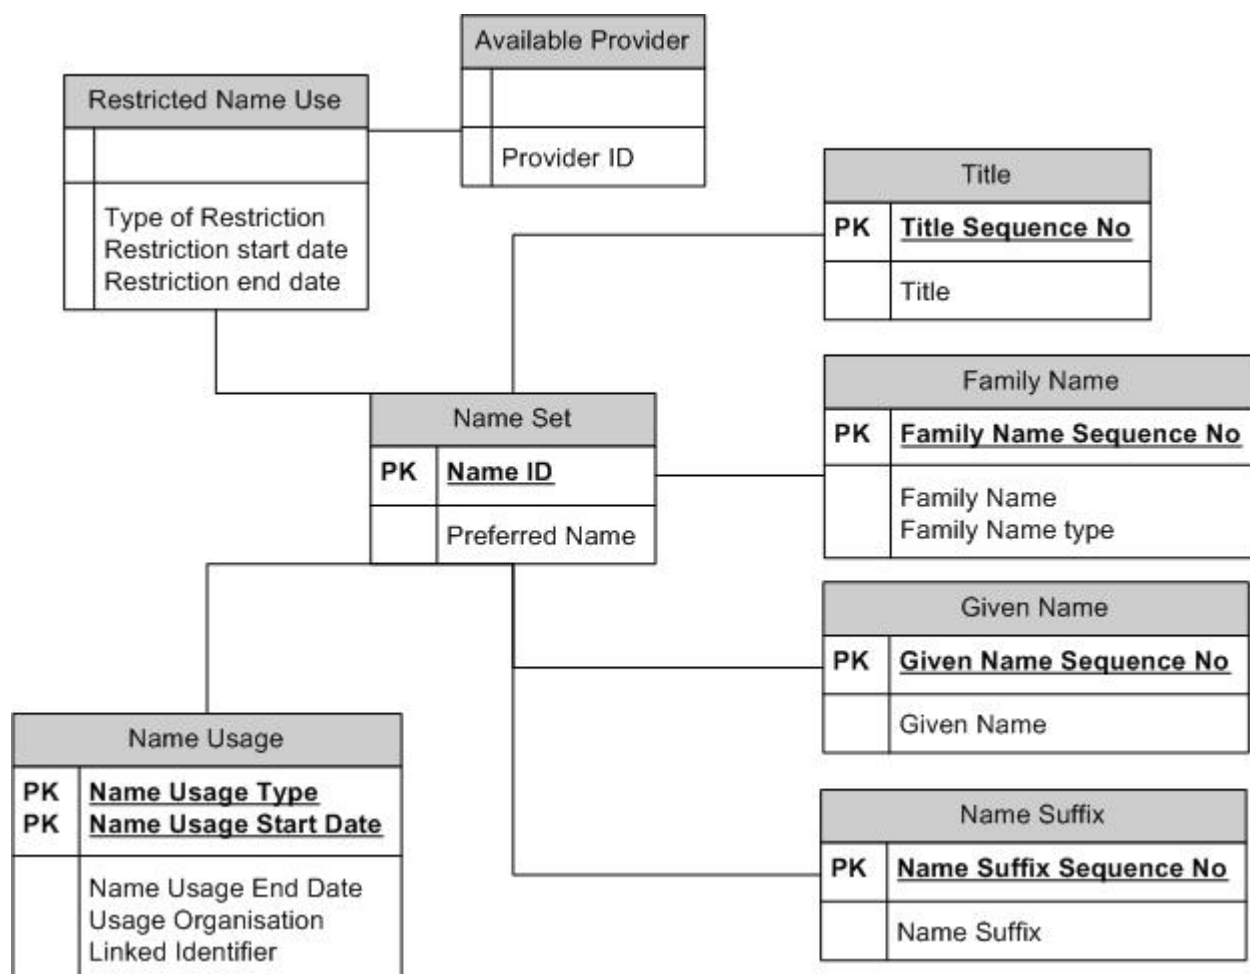 Available Provider
Provider ID
Restricted Name Use
Type of Restriction
Restriction start date
Restriction end date
Title
PK Title Sequence No
Title
Family Name
PK Family Name Sequence No
Family Name
Family Name type
Name Set
PK Name ID
Preferred Name
Given Name
PK Given Name Sequence No
Given Name
Name Usage
PK Name Usage Type
PK Name Usage Start Date
Name Usage End Date
Usage Organisation
Linked Identifier
Name Suffix
PK Name Suffix Sequence No
Name Suffix